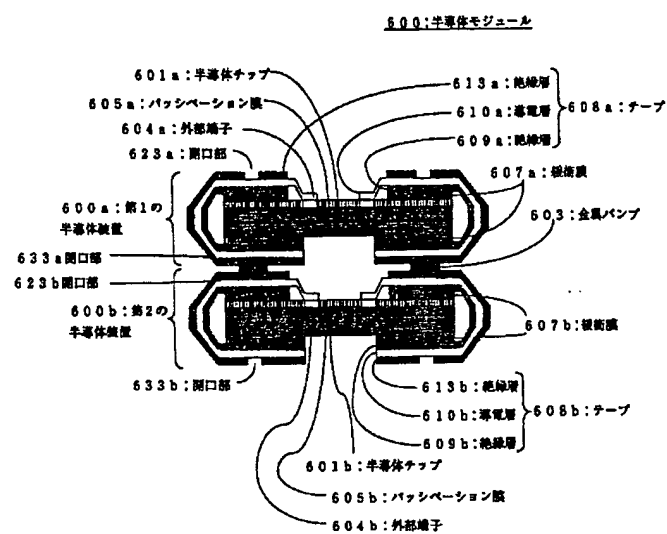 600:半導体モジュール
601a:半導体チップ
605a:パッシベーション膜
604a:外部端子
623a:開口部
600a:第1の
半導体装置
633a開口部
623b開口部
600b:第2の
半導体装置
633b:開口部
613a:絶縁層
610a:導電層
609a:絶縁層
608a:テープ
607a:緩衝膜
603:金属バンプ
607b:緩衝膜
613b:絶縁層
610b:導電層
609b:絶縁層
608b:テープ
601b:半導体チップ
605b:パッシベーション膜
604b:外部端子